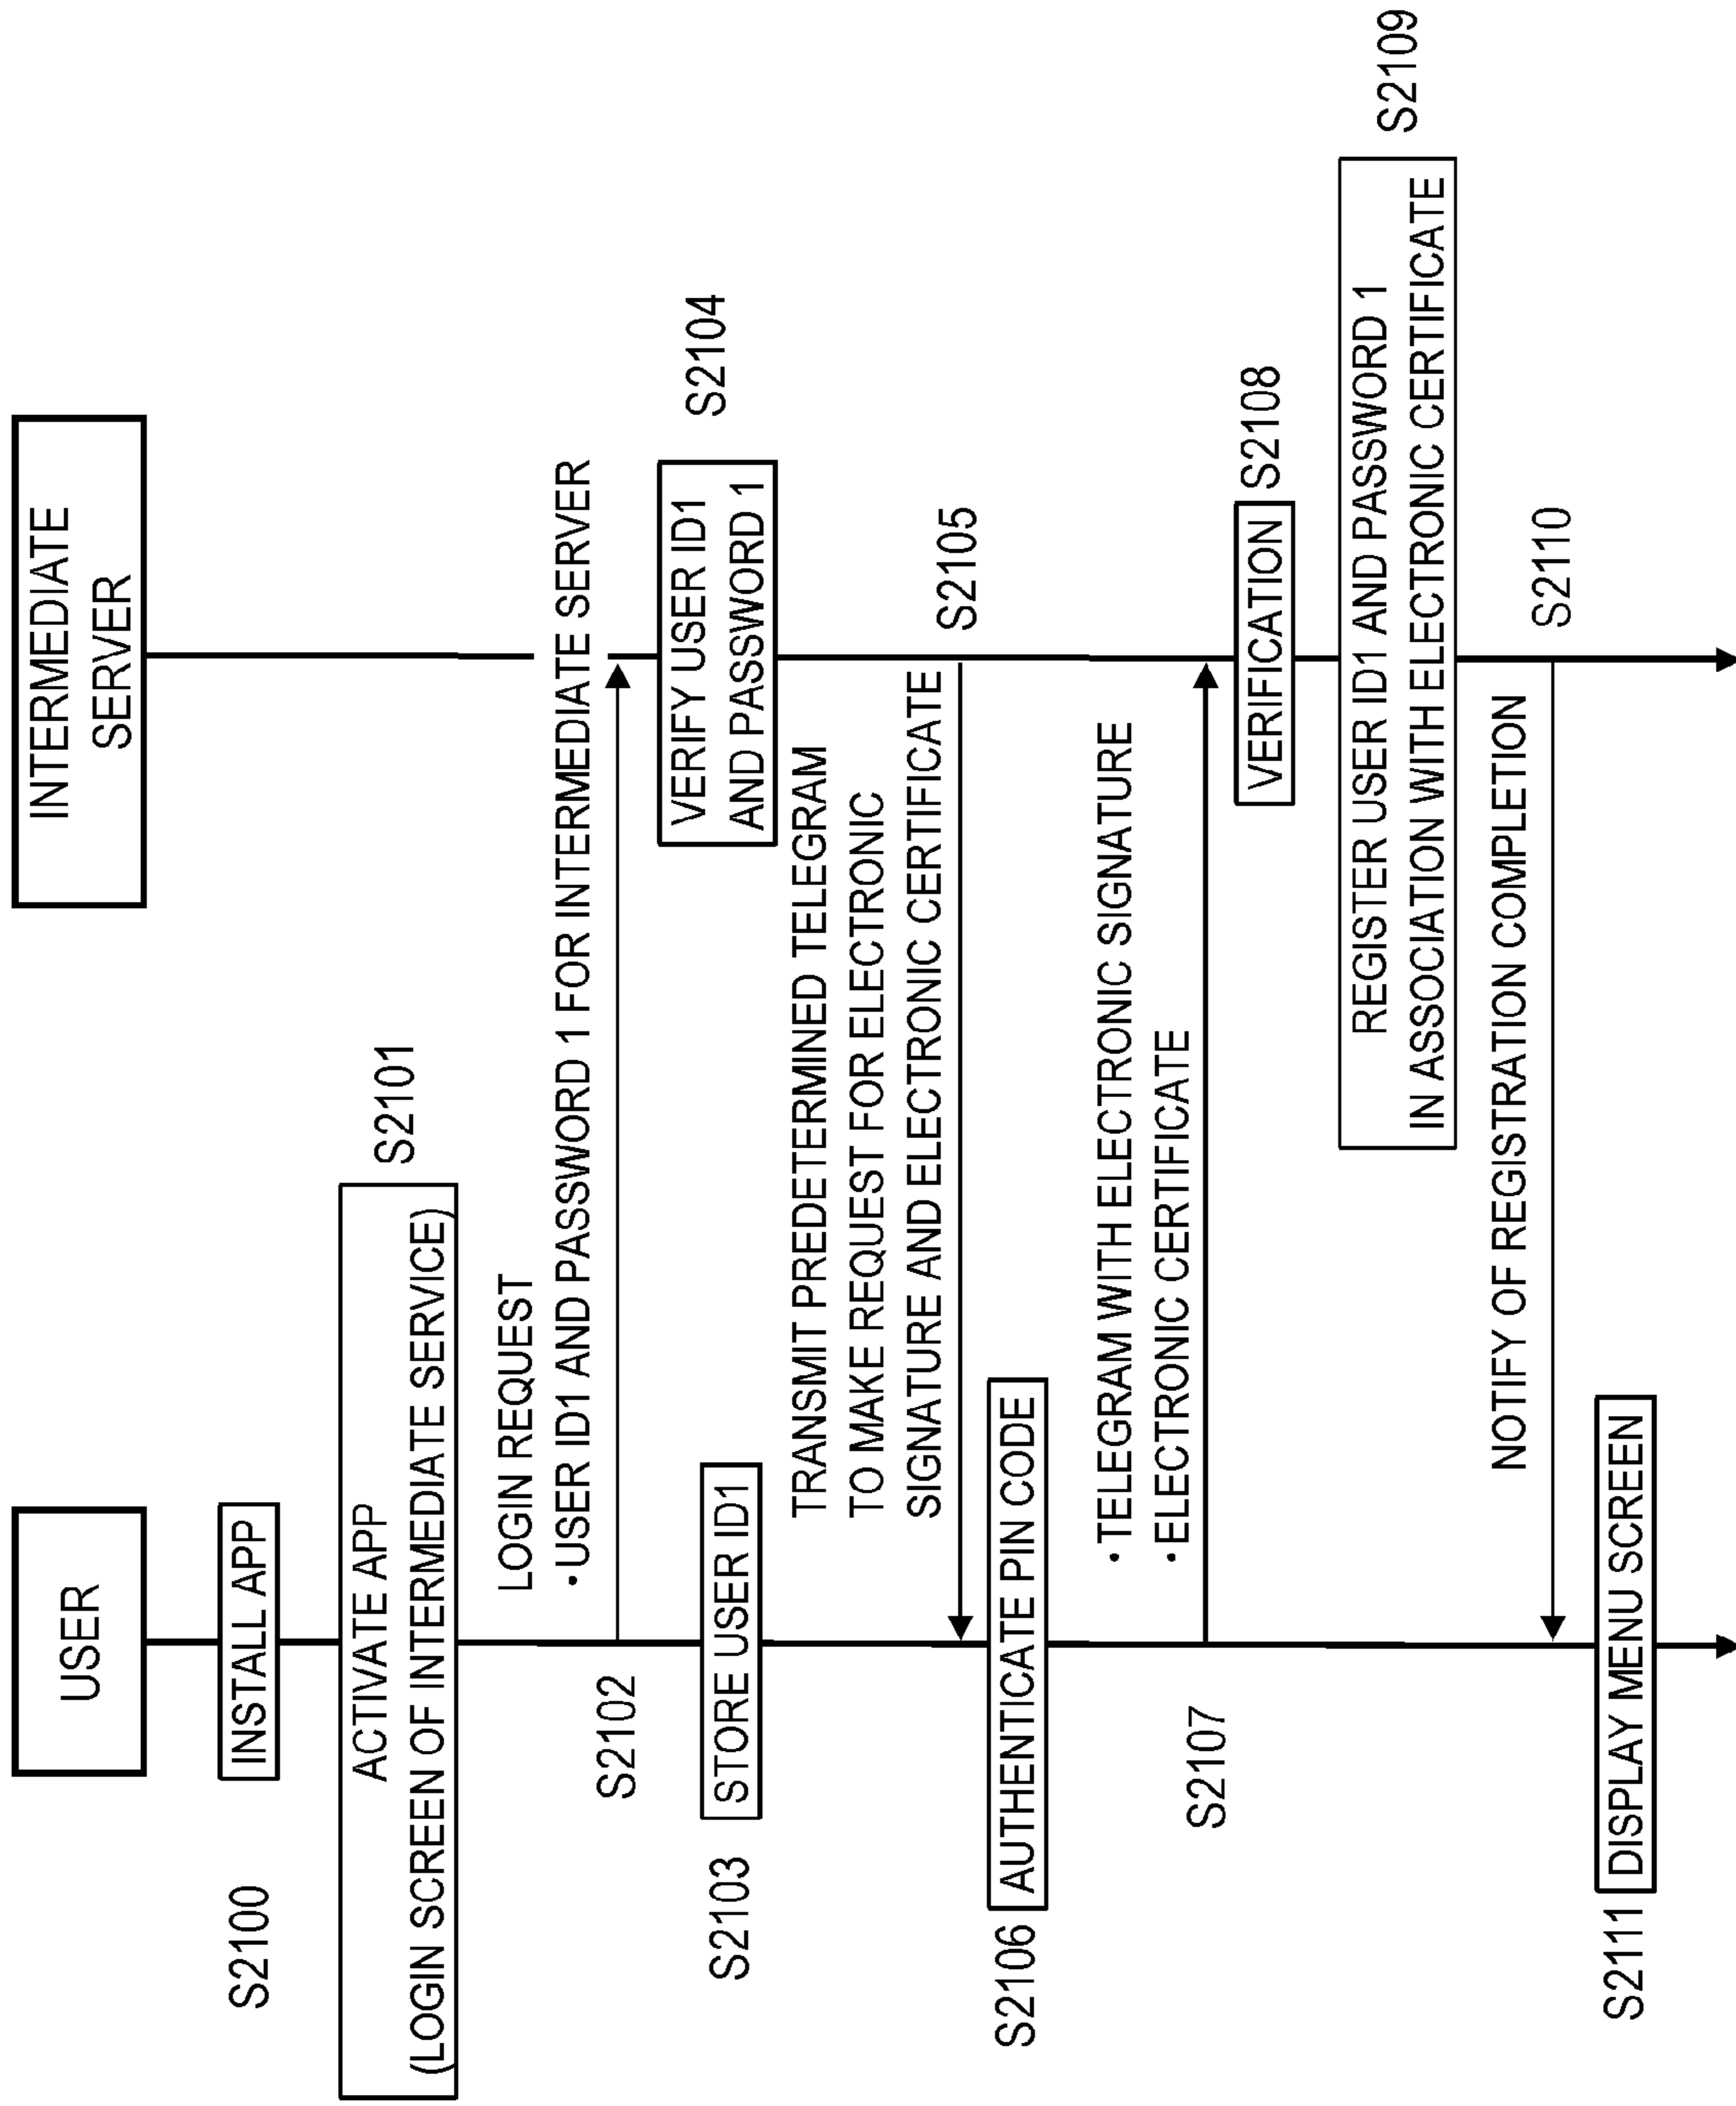 USER
INTERMEDIATE
SERVER
S2100
INSTALL APP
ACTIVATE APP
(LOGIN SCREEN OF INTERMEDIATE SERVICE)
S2101
LOGIN REQUEST
・USER ID1 AND PASSWORD 1 FOR INTERMEDIATE SERVER
S2102
VERIFY USER ID1
AND PASSWORD 1
S2104
S2103
STORE USER ID1
TRANSMIT PREDETERMINED TELEGRAM
TO MAKE REQUEST FOR ELECTRONIC
SIGNATURE AND ELECTRONIC CERTIFICATE
S2105
S2106
AUTHENTICATE PIN CODE
・TELEGRAM WITH ELECTRONIC SIGNATURE
・ELECTRONIC CERTIFICATE
S2107
VERIFICATION
S2108
REGISTER USER ID1 AND PASSWORD 1
IN ASSOCIATION WITH ELECTRONIC CERTIFICATE
S2109
NOTIFY OF REGISTRATION COMPLETION
S2110
S2111
DISPLAY MENU SCREEN